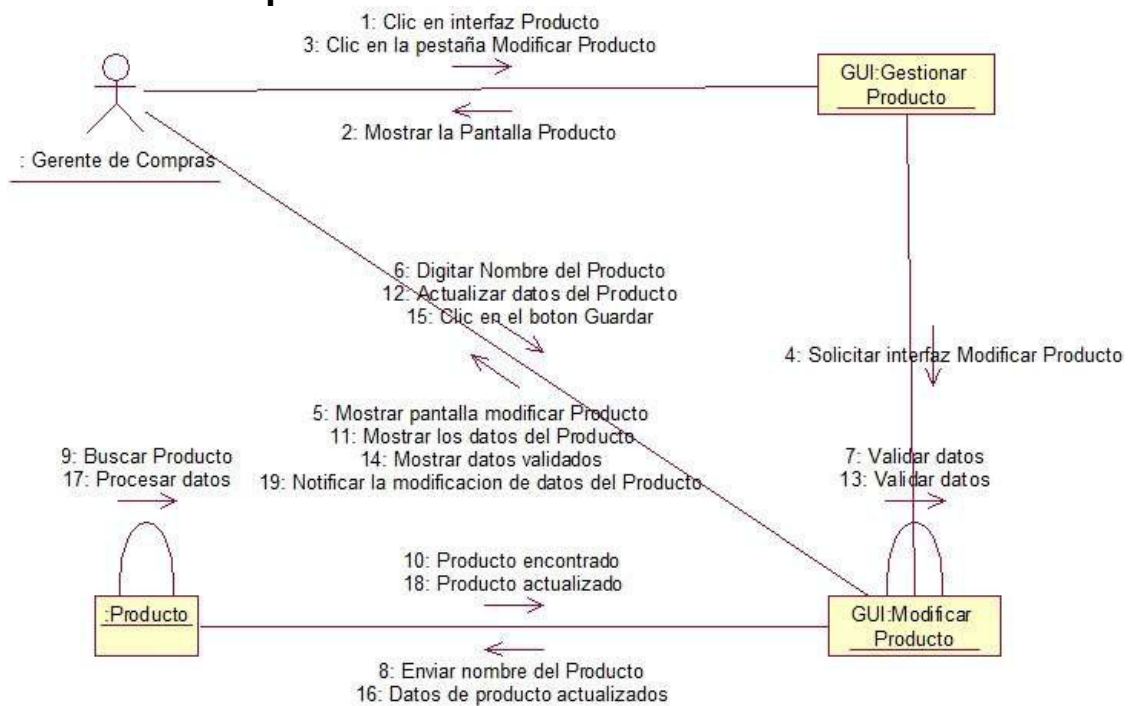 1: Clic en interfaz Producto
3: Clic en la pestaña Modificar Producto
GUI:Gestionar
Producto
2: Mostrar la Pantalla Producto
: Gerente de Compras
6: Digitar Nombre del Producto
12: Actualizar datos del Producto
15: Clic en el boton Guardar
4: Solicitar interfaz Modificar Producto
5: Mostrar pantalla modificar Producto
11: Mostrar los datos del Producto
14: Mostrar datos validados
19: Notificar la modificacion de datos del Producto
9: Buscar Producto
17: Procesar datos
7: Validar datos
13: Validar datos
10: Producto encontrado
18: Producto actualizado
:Producto
GUI:Modificar
Producto
8: Enviar nombre del Producto
16: Datos de producto actualizados